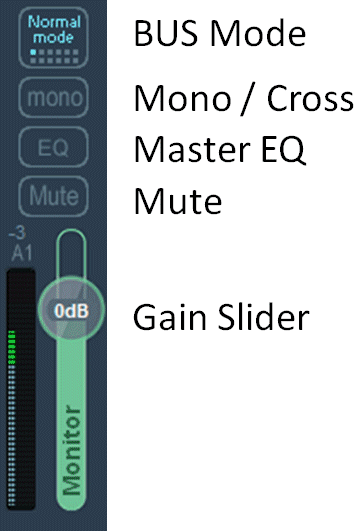 Normal
mode
BUS Mode
mono
Mono / Cross
EQ
Master EQ
Mute
Mute
-3
A1
0dB
Gain Slider
Monitor